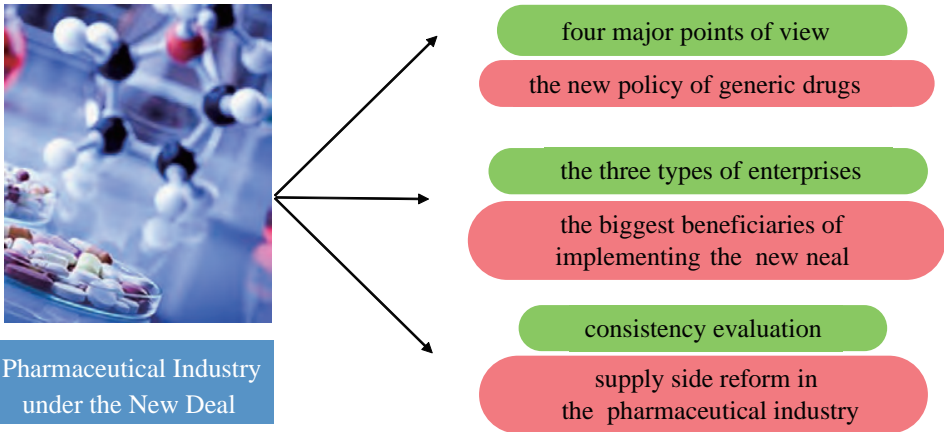 four major points of view
the new policy of generic drugs
the three types of enterprises
the biggest beneficiaries of
implementing the new neal
consistency evaluation
supply side reform in
the pharmaceutical industry
Pharmaceutical Industry
under the New Deal